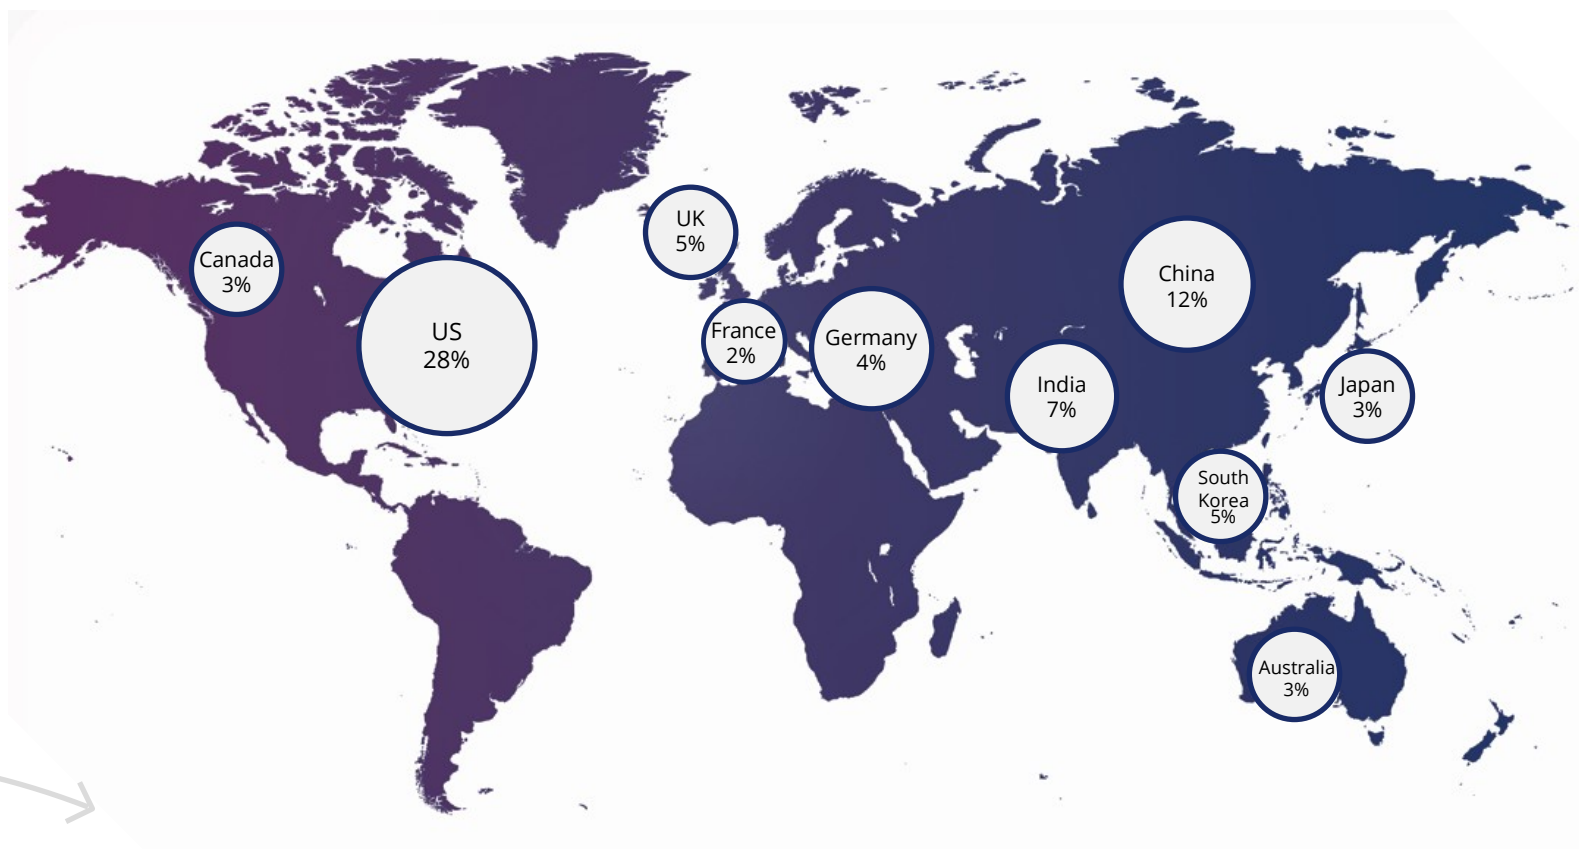 UK
5%
Canada
3%
China
12%
US
28%
France
2%
Germany
4%
India
7%
Japan
3%
South
Korea
5%
Australia
3%